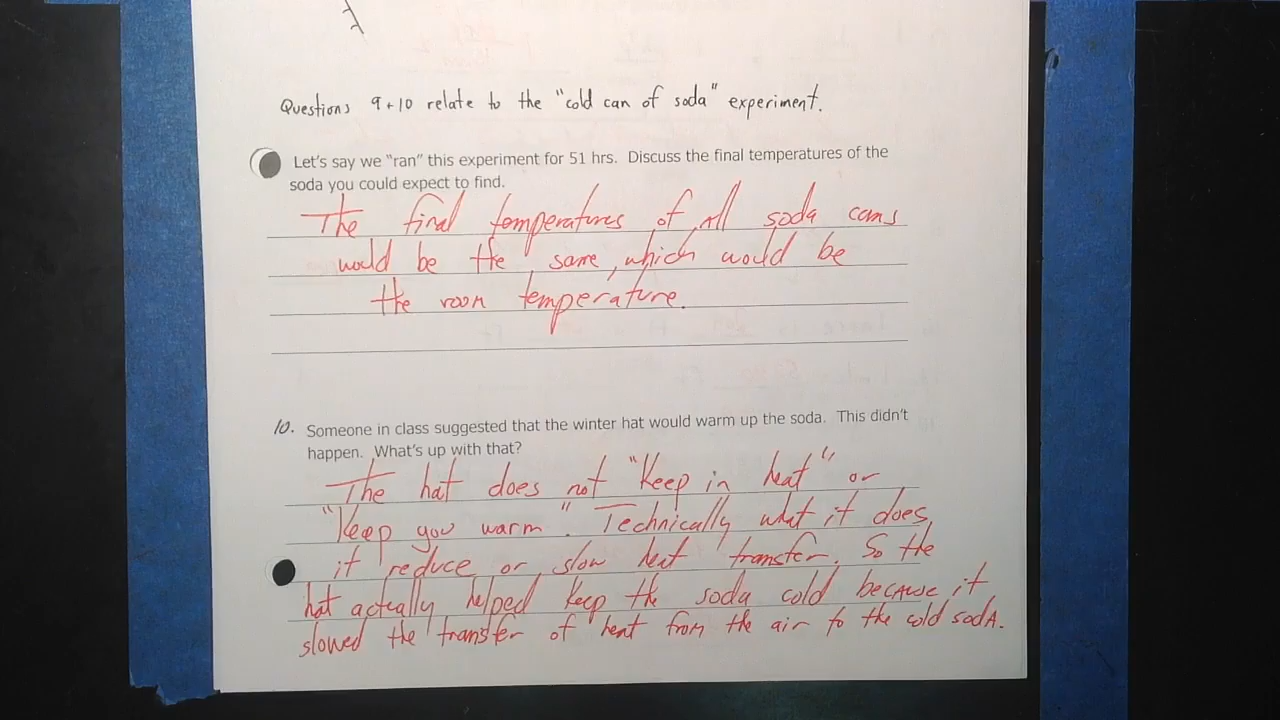 Questions 9+10 relate to the "cold can of soda" experiment.
Let's say we "ran" this experiment for 51 hrs. Discuss the final temperatures of the
soda you could expect to find.
The final temperatures of all soda cans
would be the same, which would be
the room temperature.
10. Someone in class suggested that the winter hat would warm up the soda. This didn't
happen. What's up with that?
The hat does not "keep in heat" or
"keep you warm". Technically what it does,
it reduce or slow heat transfer. So the
hat actually helped keep the soda cold because it
slowed the transfer of heat from the air to the cold soda.